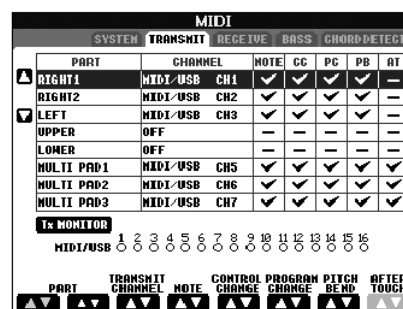 MIDI
SYSTEM TRANSMIT RECEIVE BASS CHORD DETECT
PART CHANNEL NOTE CC PC PB AT
RIGHT1 MIDI/USB CH1 ✓ ✓ ✓ ✓ –
RIGHT2 MIDI/USB CH2 ✓ ✓ ✓ ✓ –
LEFT MIDI/USB CH3 ✓ ✓ ✓ ✓ –
UPPER OFF – – – – –
LOWER OFF – – – – –
MULTI PAD1 MIDI/USB CH5 ✓ ✓ ✓ ✓ ✓
MULTI PAD2 MIDI/USB CH6 ✓ ✓ ✓ ✓ ✓
MULTI PAD3 MIDI/USB CH7 ✓ ✓ ✓ ✓ ✓
Tx MONITOR
1 2 3 4 5 6 7 8 9 10 11 12 13 14 15 16
MIDI/USB
TRANSMIT CONTROL PROGRAM PITCH AFTER
PART CHANNEL NOTE CHANGE CHANGE BEND TOUCH